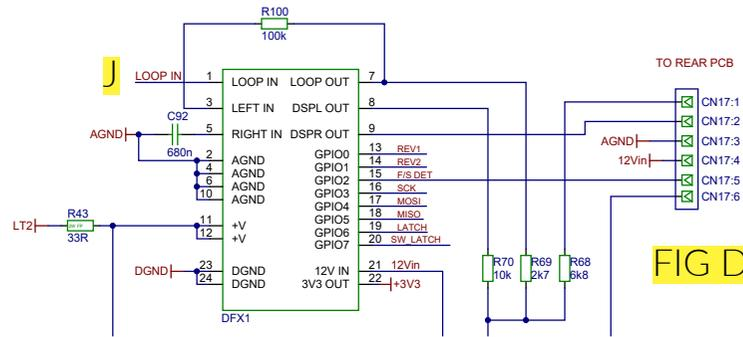 R100
100k
TO REAR PCB
J
LOOP IN
1
LOOP IN
LOOP OUT
7
3
LEFT IN
DSPL OUT
8
CN17:1
C92
680n
AGND
5
RIGHT IN
DSPR OUT
9
CN17:2
2
AGND
GPIO0
13
REV1
AGND
CN17:3
4
AGND
GPIO1
14
REV2
12Vin
CN17:4
6
AGND
GPIO2
15
F/S DET
CN17:5
10
AGND
GPIO3
16
SCK
CN17:6
GPIO4
17
MOSI
LT2
R43
33R
11
+V
GPIO5
18
MISO
12
+V
GPIO6
19
LATCH
GPIO7
20
SW_LATCH
DGND
23
DGND
12V IN
21
12Vin
24
DGND
3V3 OUT
22
+3V3
R70
10k
R69
2k7
R68
6k8
FIG D
DFX1